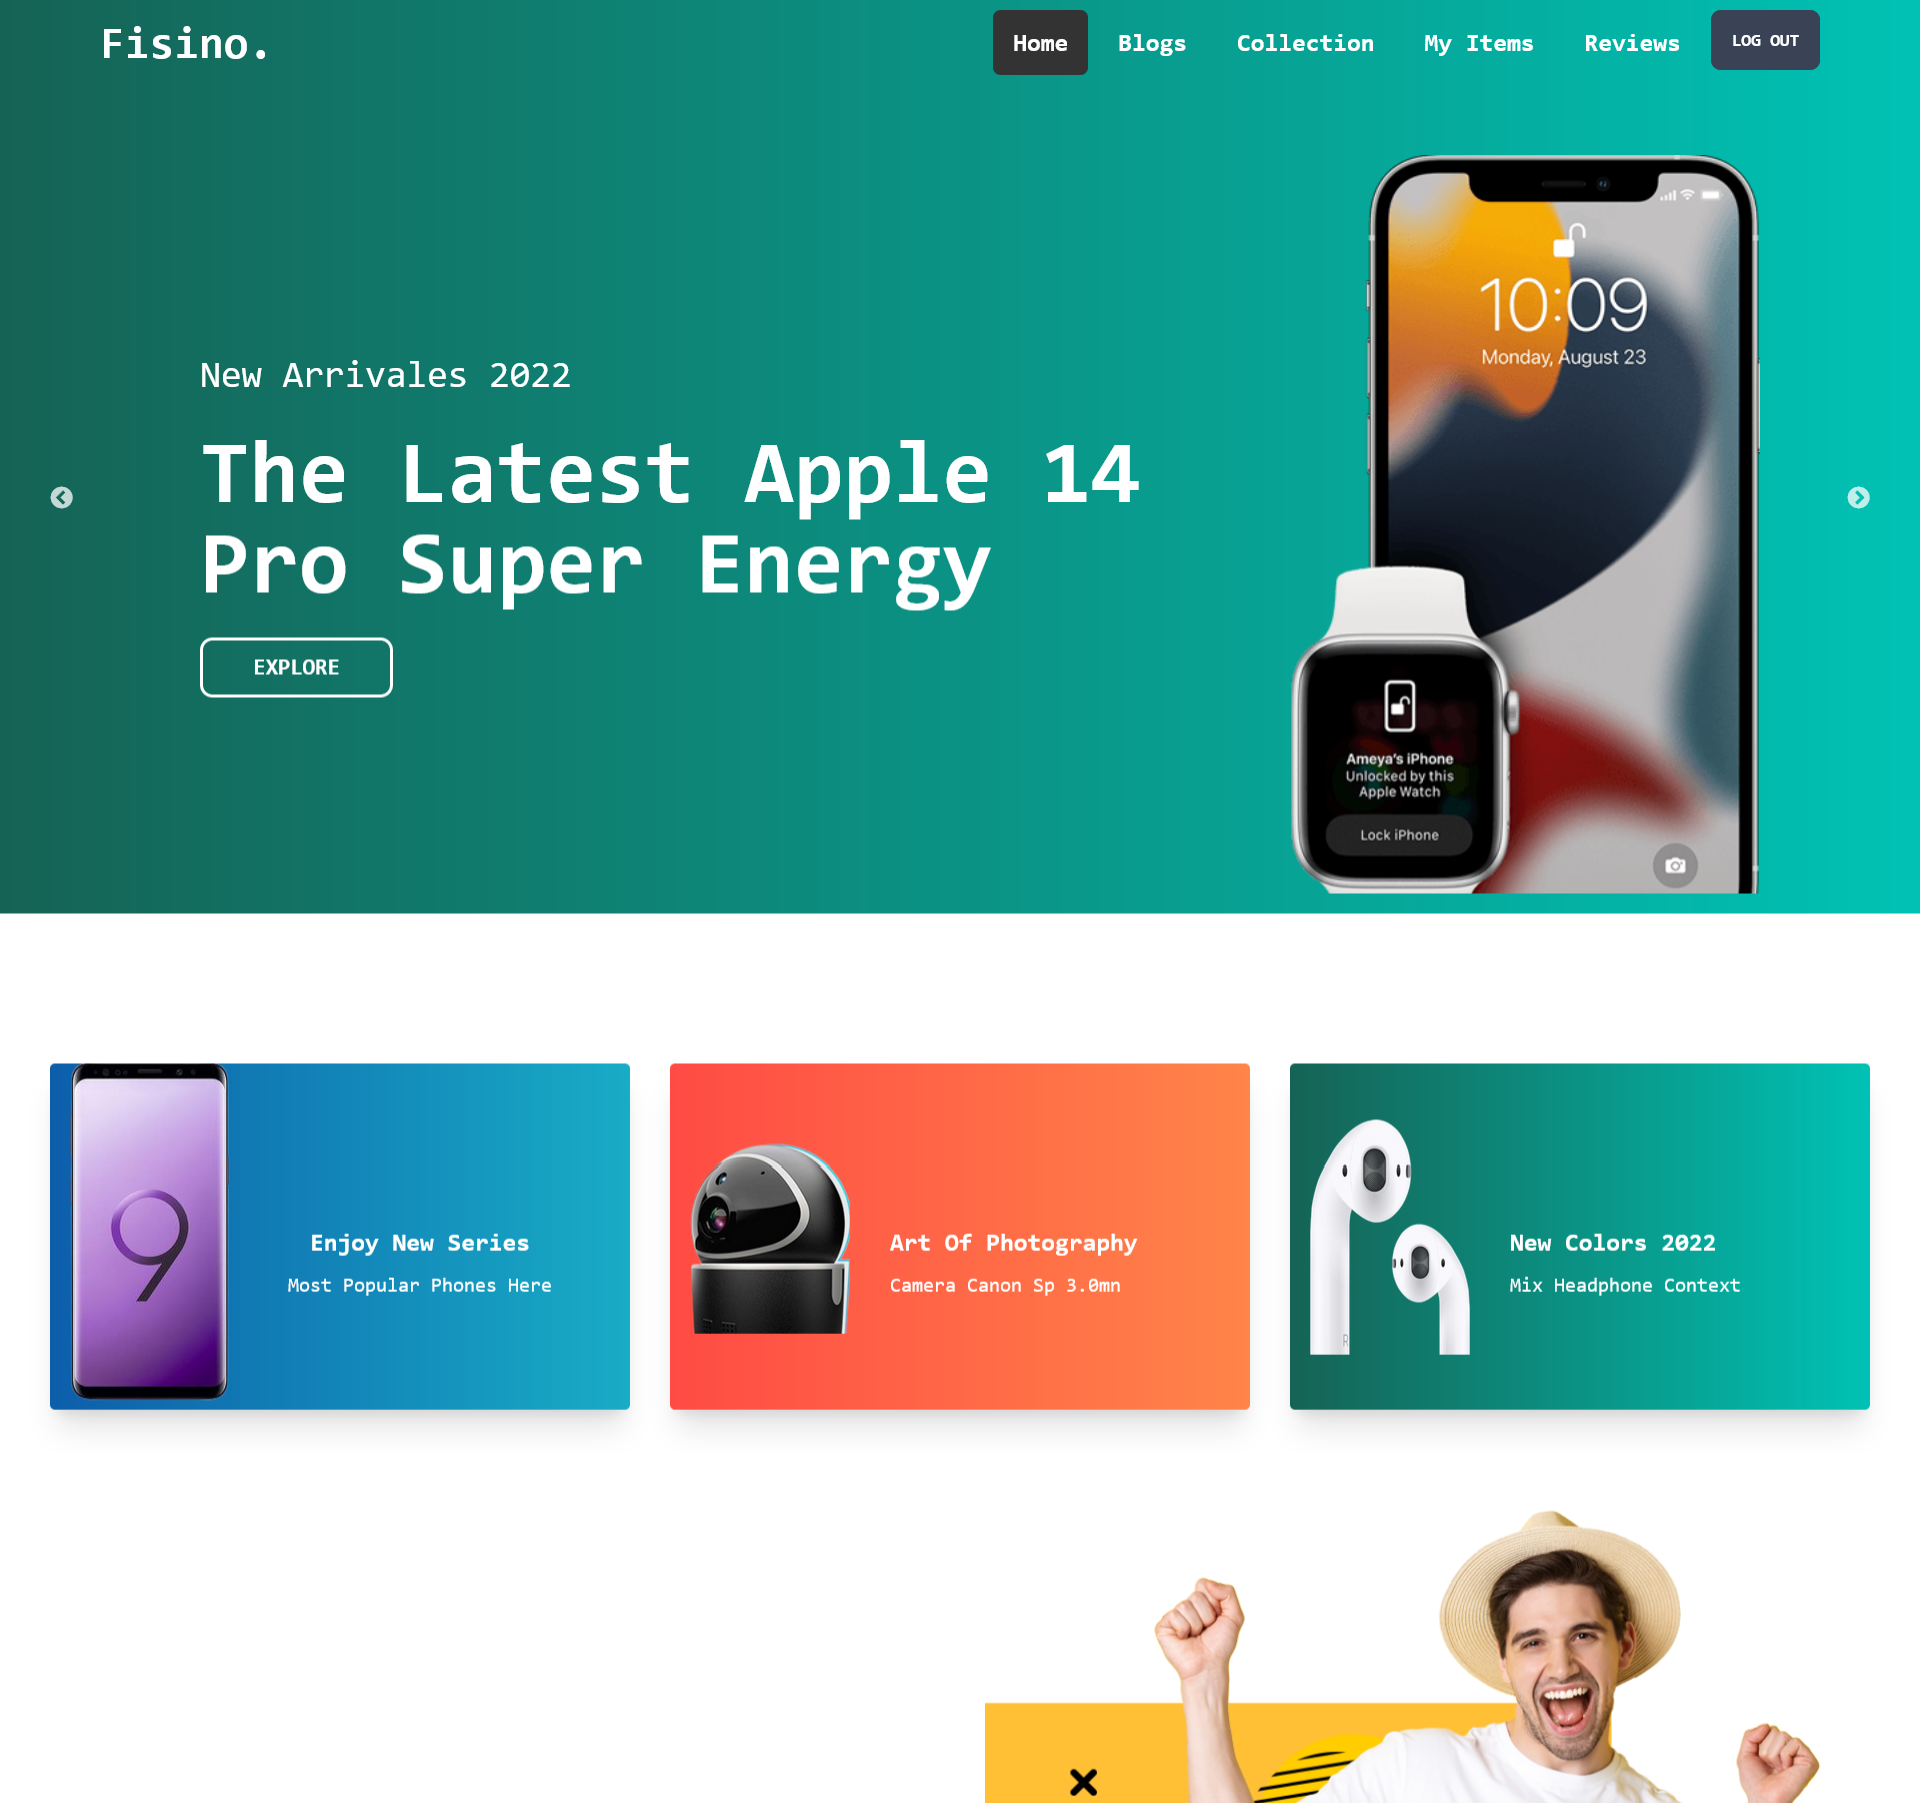 Fisino.
Home Blogs Collection My Items Reviews LOG OUT
New Arrivales 2022
The Latest Apple 14
Pro Super Energy
EXPLORE
10:09
Monday, August 23
Ameya's iPhone
Unlocked by this
Apple Watch
Lock iPhone
9
Enjoy New Series
Most Popular Phones Here
Art Of Photography
Camera Canon Sp 3.0mn
R
New Colors 2022
Mix Headphone Context